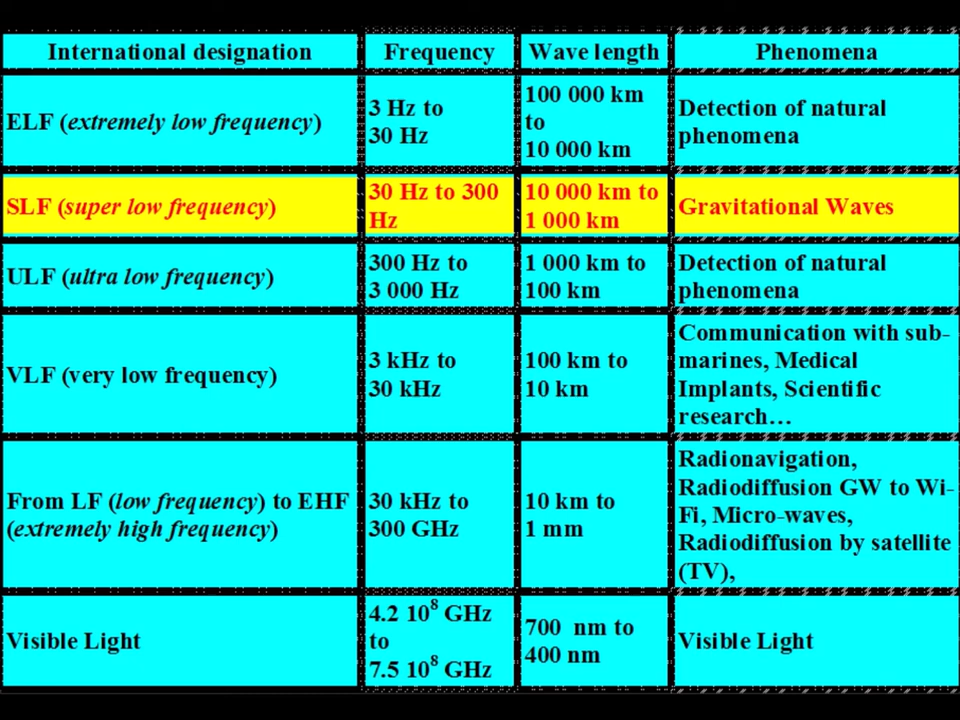 International designation
Frequency
Wave length
Phenomena
ELF (extremely low frequency)
3 Hz to
30 Hz
100 000 km
to
10 000 km
Detection of natural
phenomena
SLF (super low frequency)
30 Hz to 300
Hz
10 000 km to
1 000 km
Gravitational Waves
ULF (ultra low frequency)
300 Hz to
3 000 Hz
1 000 km to
100 km
Detection of natural
phenomena
VLF (very low frequency)
3 kHz to
30 kHz
100 km to
10 km
Communication with sub-
marines, Medical
Implants, Scientific
research…
From LF (low frequency) to EHF
(extremely high frequency)
30 kHz to
300 GHz
10 km to
1 mm
Radionavigation,
Radiodiffusion GW to Wi-
Fi, Micro-waves,
Radiodiffusion by satellite
(TV),
Visible Light
4.2 10⁸ GHz
to
7.5 10⁸ GHz
700 nm to
400 nm
Visible Light